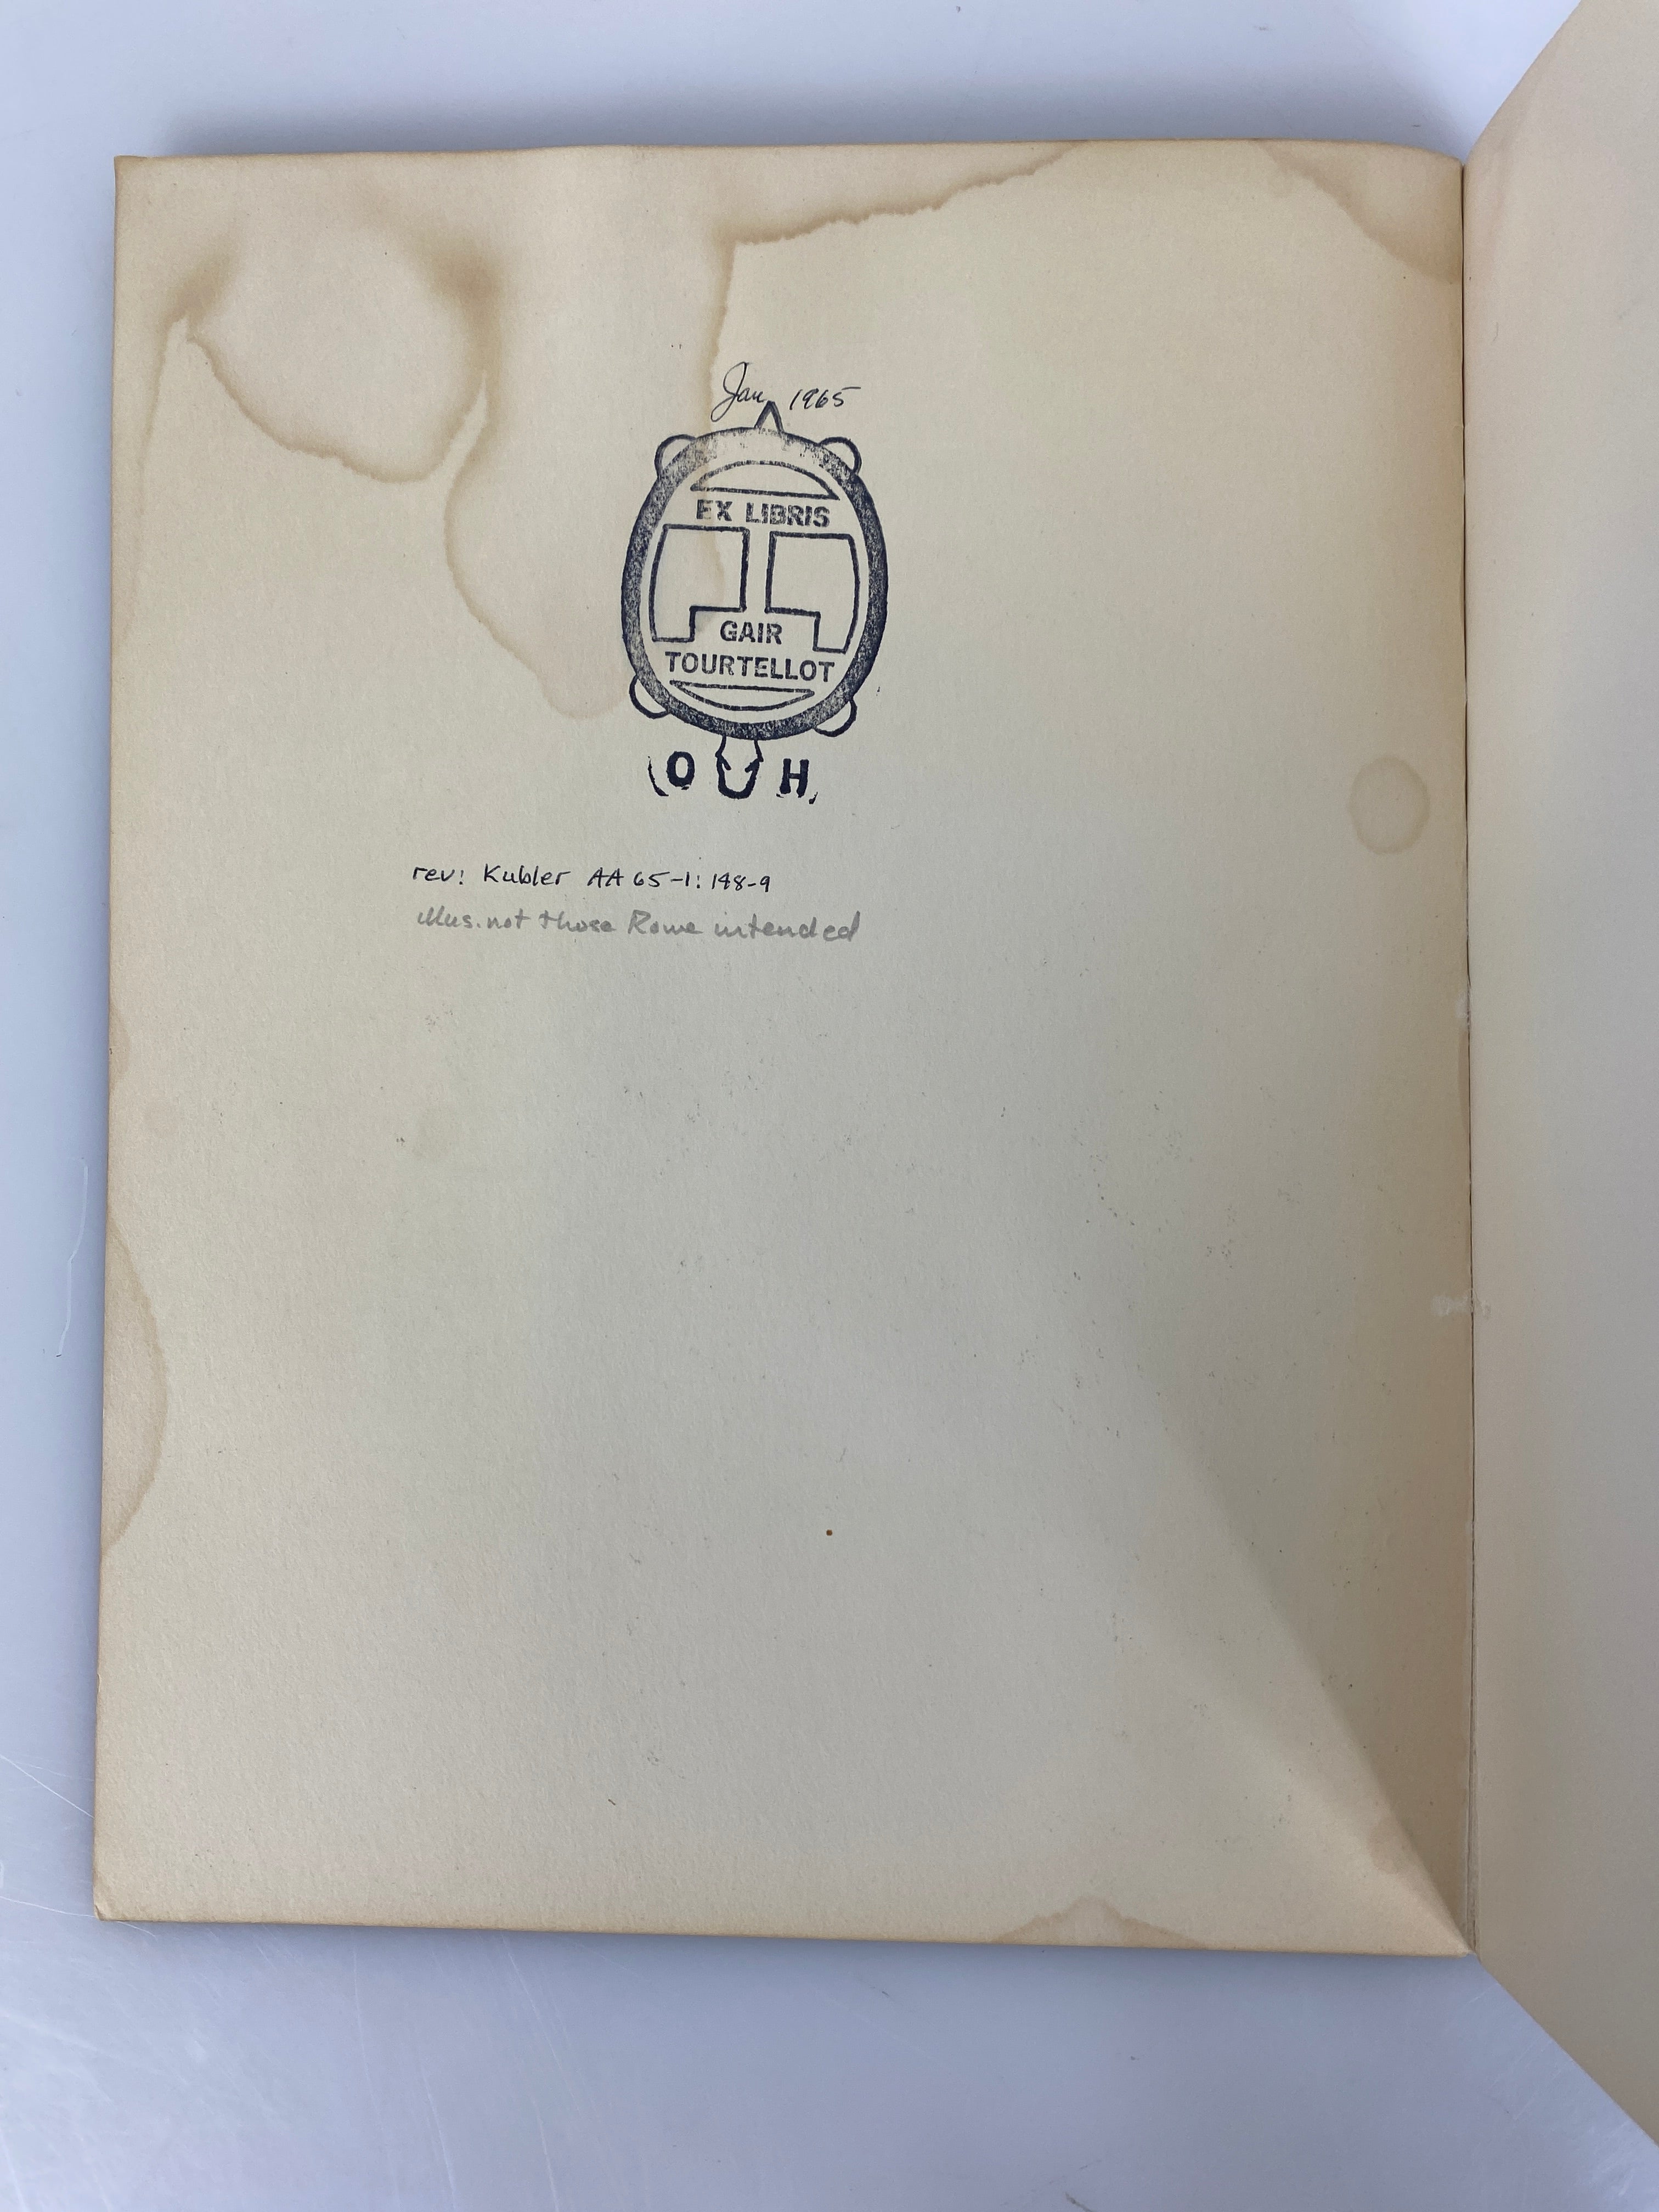 Jan 1965
EX LIBRIS
GAIR
TOURTELLOT
(O U H)
rev: Kubler AA 65-1: 148-9
illus. not those Rowe intended